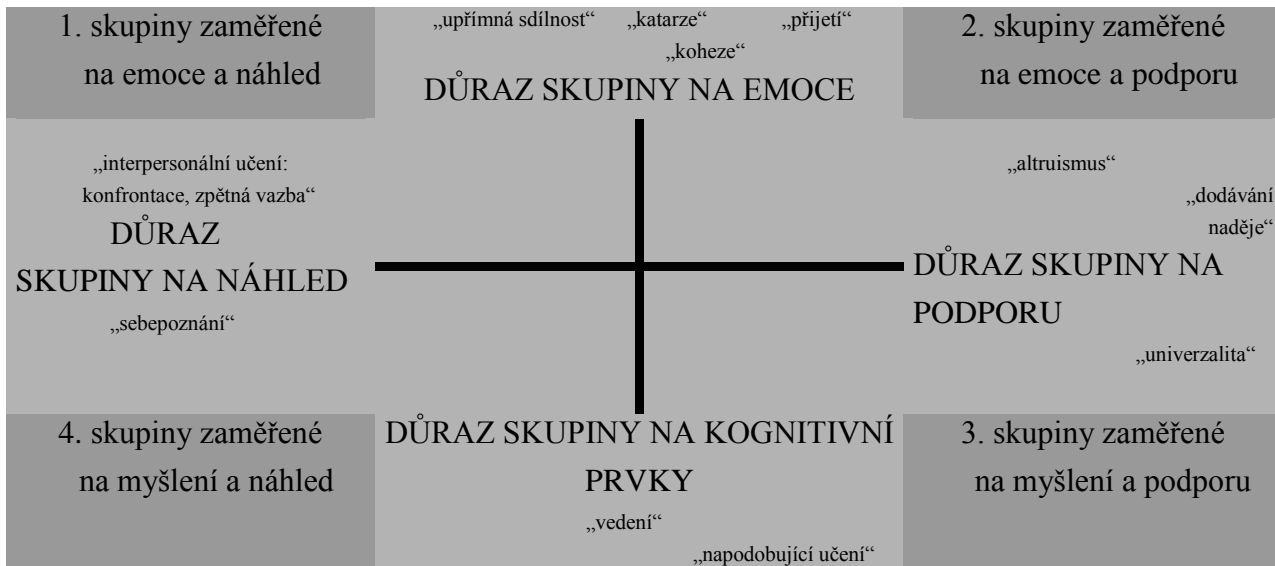 1. skupiny zaměřené
na emoce a náhled
„upřímná sdílnost“ „katarze“ „přijetí“
„koheze“
DŮRAZ SKUPINY NA EMOCE
2. skupiny zaměřené
na emoce a podporu
„interpersonální učení:
konfrontace, zpětná vazba“
DŮRAZ
SKUPINY NA NÁHLED
„sebepoznání“
„altruismus“
„dodávání
naděje“
DŮRAZ SKUPINY NA
PODPORU
„univerzalita“
4. skupiny zaměřené
na myšlení a náhled
DŮRAZ SKUPINY NA KOGNITIVNÍ
PRVKY
„vedení“
„napodobující učení“
3. skupiny zaměřené
na myšlení a podporu